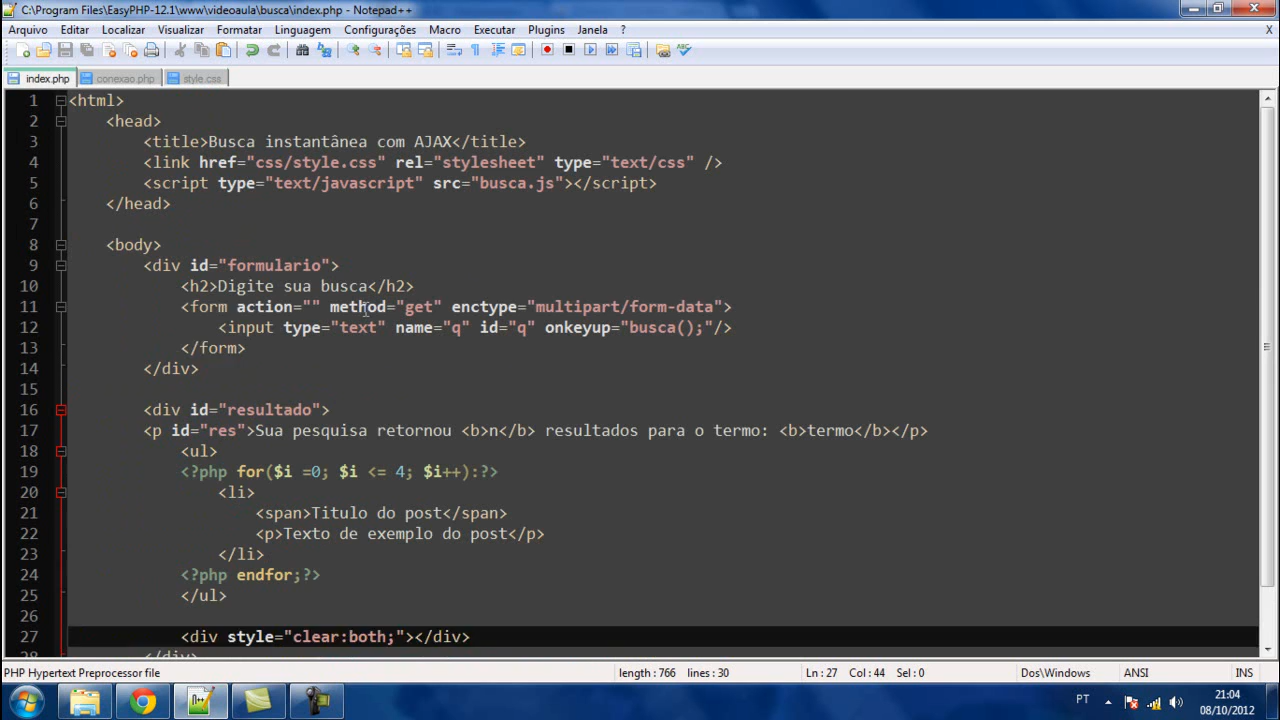 C:\Program Files\EasyPHP-12.1\www\videoaula\busca\index.php - Notepad++
Arquivo Editar Localizar Visualizar Formatar Linguagem Configurações Macro Executar Plugins Janela ? X
index.php conexao.php style.css
1 <html>
2 <head>
3 <title>Busca instantânea com AJAX</title>
4 <link href="css/style.css" rel="stylesheet" type="text/css" />
5 <script type="text/javascript" src="busca.js"></script>
6 </head>
7
8 <body>
9 <div id="formulario">
10 <h2>Digite sua busca</h2>
11 <form action="" method="get" enctype="multipart/form-data">
12 <input type="text" name="q" id="q" onkeyup="busca();"/>
13 </form>
14 </div>
15
16 <div id="resultado">
17 <p id="res">Sua pesquisa retornou <b>n</b> resultados para o termo: <b>termo</b></p>
18 <ul>
19 <?php for($i =0; $i <= 4; $i++):?>
20 <li>
21 <span>Titulo do post</span>
22 <p>Texto de exemplo do post</p>
23 </li>
24 <?php endfor;?>
25 </ul>
26
27 <div style="clear:both;"></div>
28 </div>
PHP Hypertext Preprocessor file length : 766 lines : 30 Ln : 27 Col : 44 Sel : 0 Dos\Windows ANSI INS
PT 21:04
08/10/2012